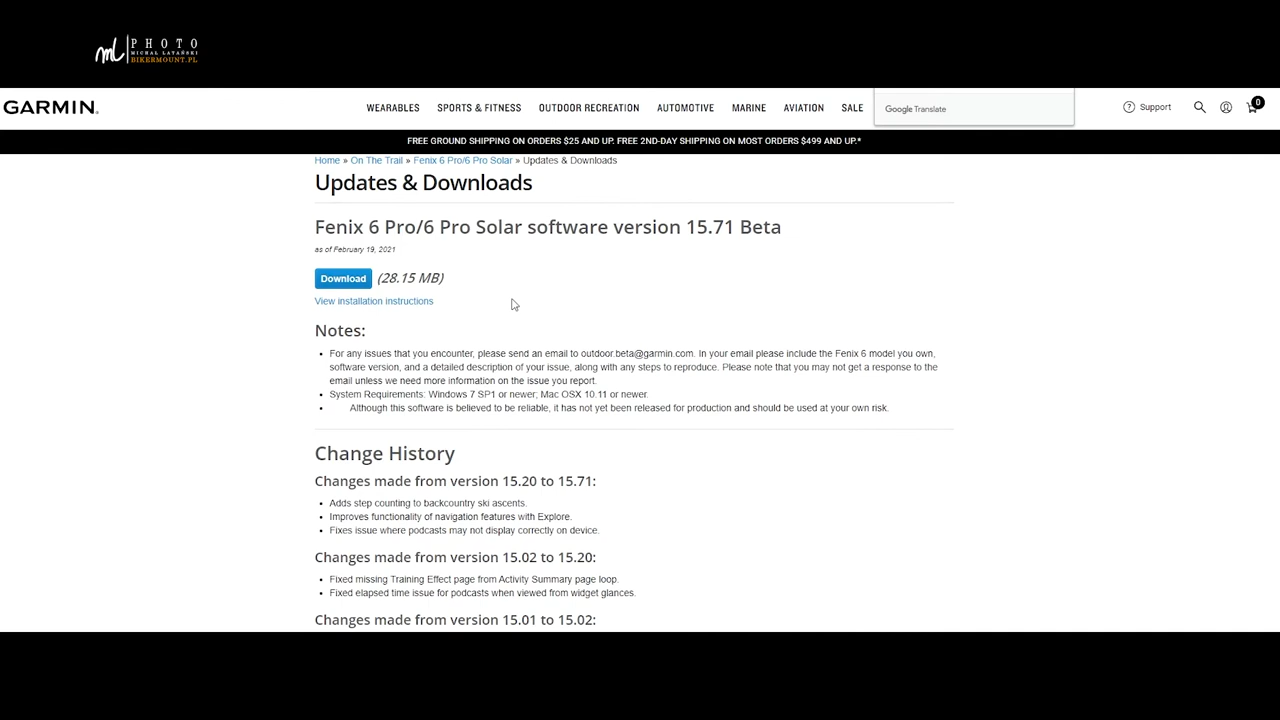 ml PHOTO
MICHAŁ LATAŃSKI
BIKERMOUNT.PL
GARMIN.
WEARABLES SPORTS & FITNESS OUTDOOR RECREATION AUTOMOTIVE MARINE AVIATION SALE Google Translate Support 0
FREE GROUND SHIPPING ON ORDERS $25 AND UP. FREE 2ND-DAY SHIPPING ON MOST ORDERS $499 AND UP.*
Home » On The Trail » Fenix 6 Pro/6 Pro Solar » Updates & Downloads
Updates & Downloads
Fenix 6 Pro/6 Pro Solar software version 15.71 Beta
as of February 19, 2021
Download (28.15 MB)
View installation instructions
Notes:
• For any issues that you encounter, please send an email to outdoor.beta@garmin.com. In your email please include the Fenix 6 model you own,
software version, and a detailed description of your issue, along with any steps to reproduce. Please note that you may not get a response to the
email unless we need more information on the issue you report.
• System Requirements: Windows 7 SP1 or newer; Mac OSX 10.11 or newer.
• Although this software is believed to be reliable, it has not yet been released for production and should be used at your own risk.
Change History
Changes made from version 15.20 to 15.71:
• Adds step counting to backcountry ski ascents.
• Improves functionality of navigation features with Explore.
• Fixes issue where podcasts may not display correctly on device.
Changes made from version 15.02 to 15.20:
• Fixed missing Training Effect page from Activity Summary page loop.
• Fixed elapsed time issue for podcasts when viewed from widget glances.
Changes made from version 15.01 to 15.02: